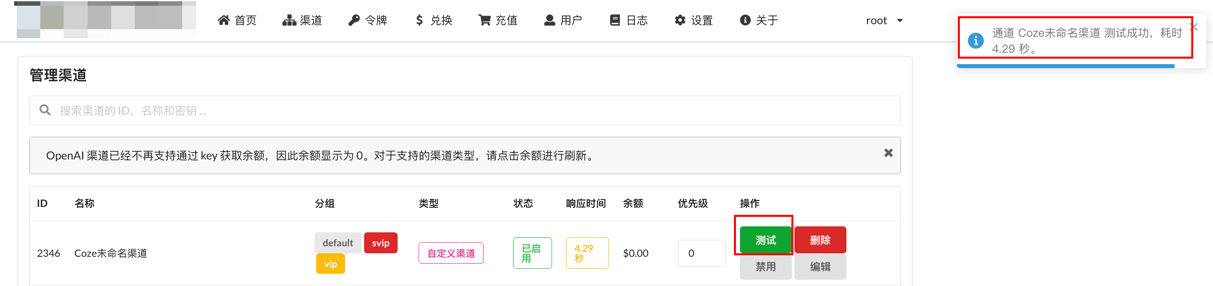 首页 渠道 令牌 兑换 充值 用户 日志 设置 关于 root
通道 Coze未命名渠道 测试成功，耗时
4.29 秒。
管理渠道
搜索渠道的 ID，名称和密钥 ...
OpenAI 渠道已经不再支持通过 key 获取余额，因此余额显示为 0。对于支持的渠道类型，请点击余额进行刷新。
ID 名称 分组 类型 状态 响应时间 余额 优先级 操作
2346 Coze未命名渠道 default svip vip 自定义渠道 已启用 4.29 秒 $0.00 0 测试 删除
禁用 编辑